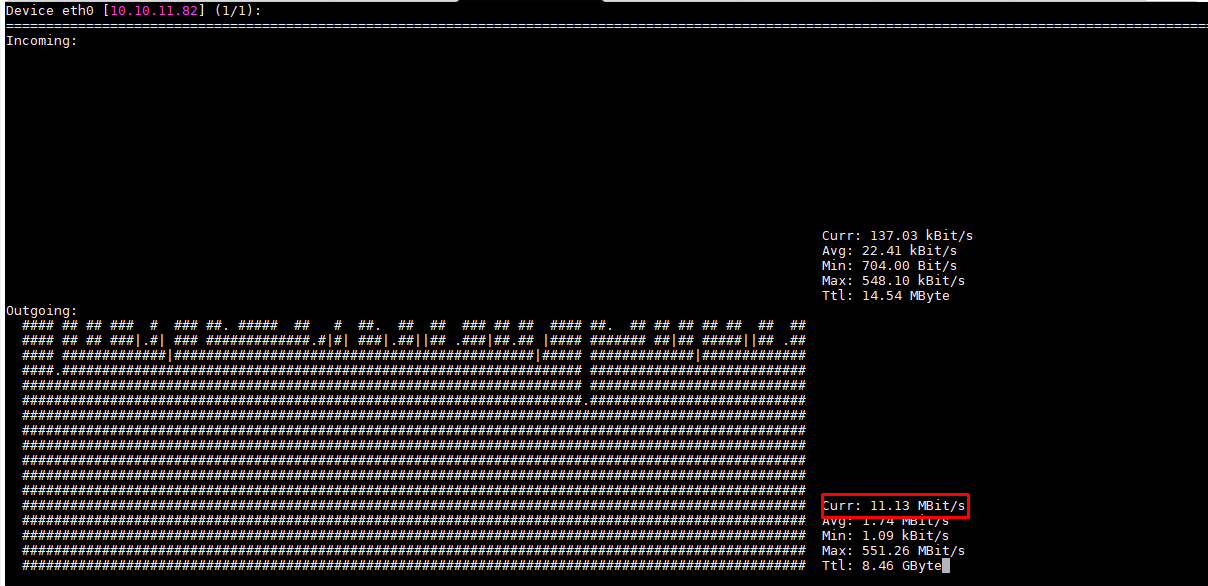 Device eth0 [10.10.11.82] (1/1):
================================================================================
Incoming:
Curr: 137.03 kBit/s
Avg: 22.41 kBit/s
Min: 704.00 Bit/s
Max: 548.10 kBit/s
Ttl: 14.54 MByte
Outgoing:
Curr: 11.13 MBit/s
Avg: 1.74 MBit/s
Min: 1.09 kBit/s
Max: 551.26 MBit/s
Ttl: 8.46 GByte